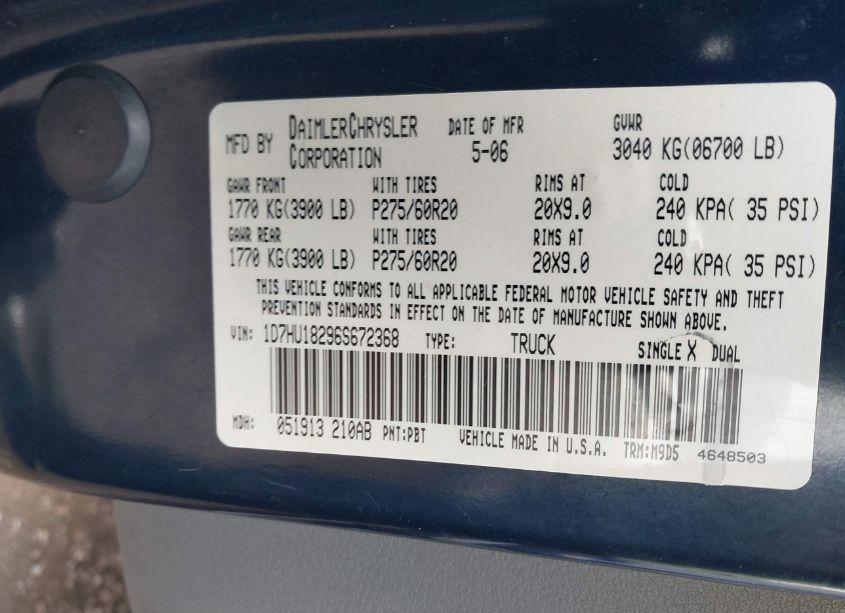 MFD BY DAIMLERCHRYSLER CORPORATION DATE OF MFR 5-06 GVWR 3040 KG(06700 LB)
GAWR FRONT WITH TIRES RIMS AT COLD
1770 KG(3900 LB) P275/60R20 20X9.0 240 KPA( 35 PSI)
GAWR REAR WITH TIRES RIMS AT COLD
1770 KG(3900 LB) P275/60R20 20X9.0 240 KPA( 35 PSI)
THIS VEHICLE CONFORMS TO ALL APPLICABLE FEDERAL MOTOR VEHICLE SAFETY AND THEFT
PREVENTION STANDARDS IN EFFECT ON THE DATE OF MANUFACTURE SHOWN ABOVE.
VIN: 1D7HU18296S672368 TYPE: TRUCK SINGLE X DUAL
MDH: 051913 210AB PNT:PBT VEHICLE MADE IN U.S.A. TRM:M9D5 4648503